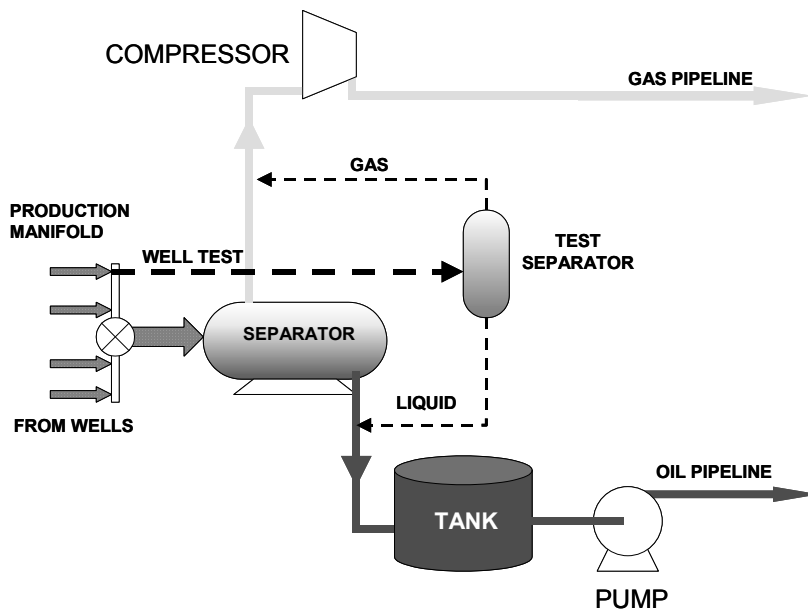 COMPRESSOR
GAS PIPELINE
GAS
PRODUCTION
MANIFOLD
WELL TEST
TEST
SEPARATOR
SEPARATOR
LIQUID
FROM WELLS
OIL PIPELINE
TANK
PUMP